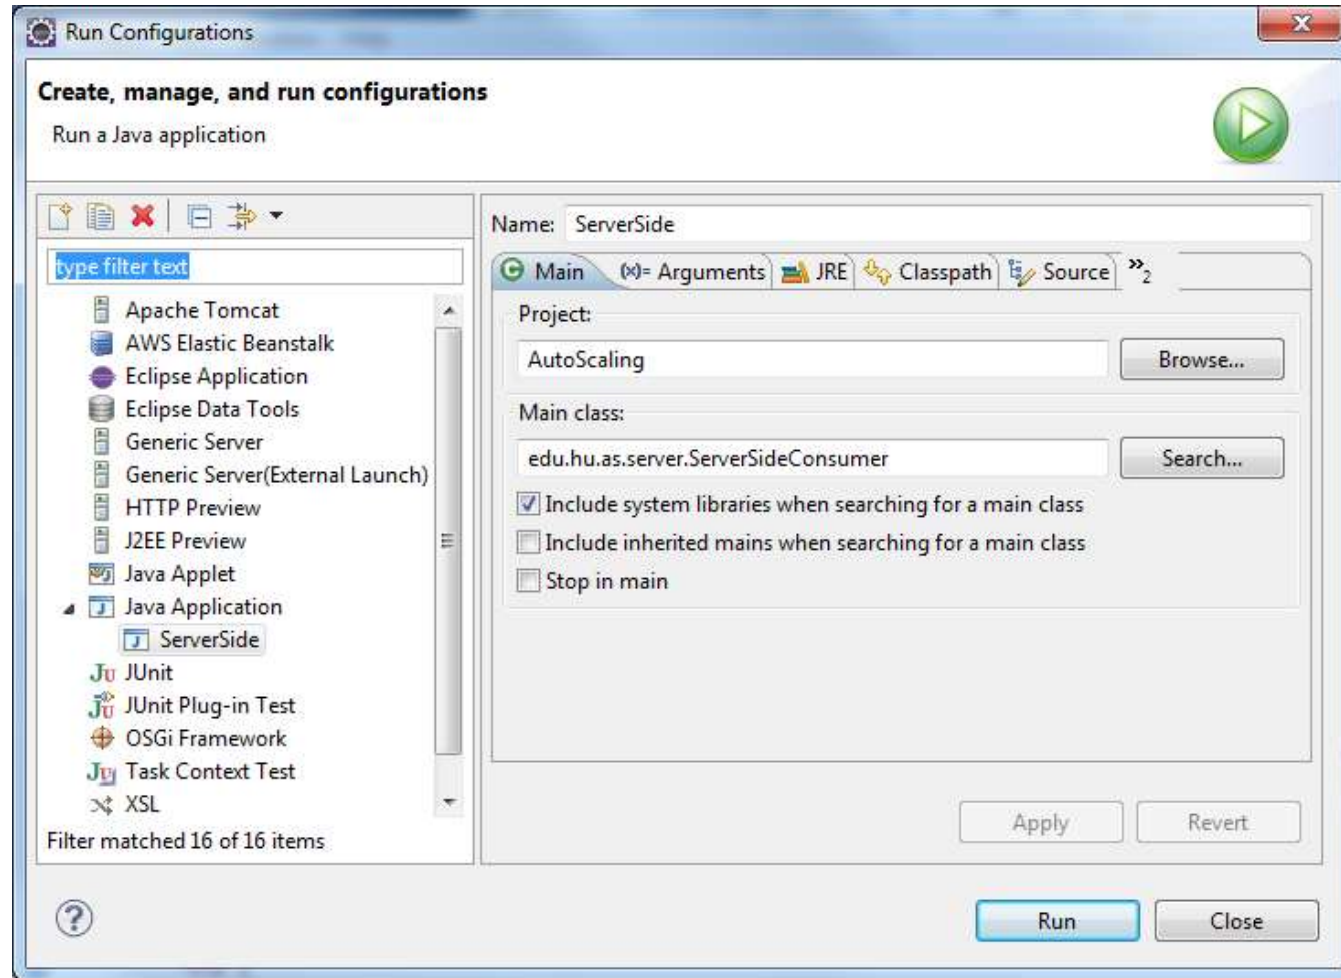 Run Configurations
Create, manage, and run configurations
Run a Java application
type filter text
Apache Tomcat
AWS Elastic Beanstalk
Eclipse Application
Eclipse Data Tools
Generic Server
Generic Server(External Launch)
HTTP Preview
J2EE Preview
Java Applet
Java Application
ServerSide
JUnit
JUnit Plug-in Test
OSGi Framework
Task Context Test
XSL
Filter matched 16 of 16 items
Name: ServerSide
Main (x)= Arguments JRE Classpath Source »2
Project:
AutoScaling Browse...
Main class:
edu.hu.as.server.ServerSideConsumer Search...
Include system libraries when searching for a main class
Include inherited mains when searching for a main class
Stop in main
Apply Revert
Run Close